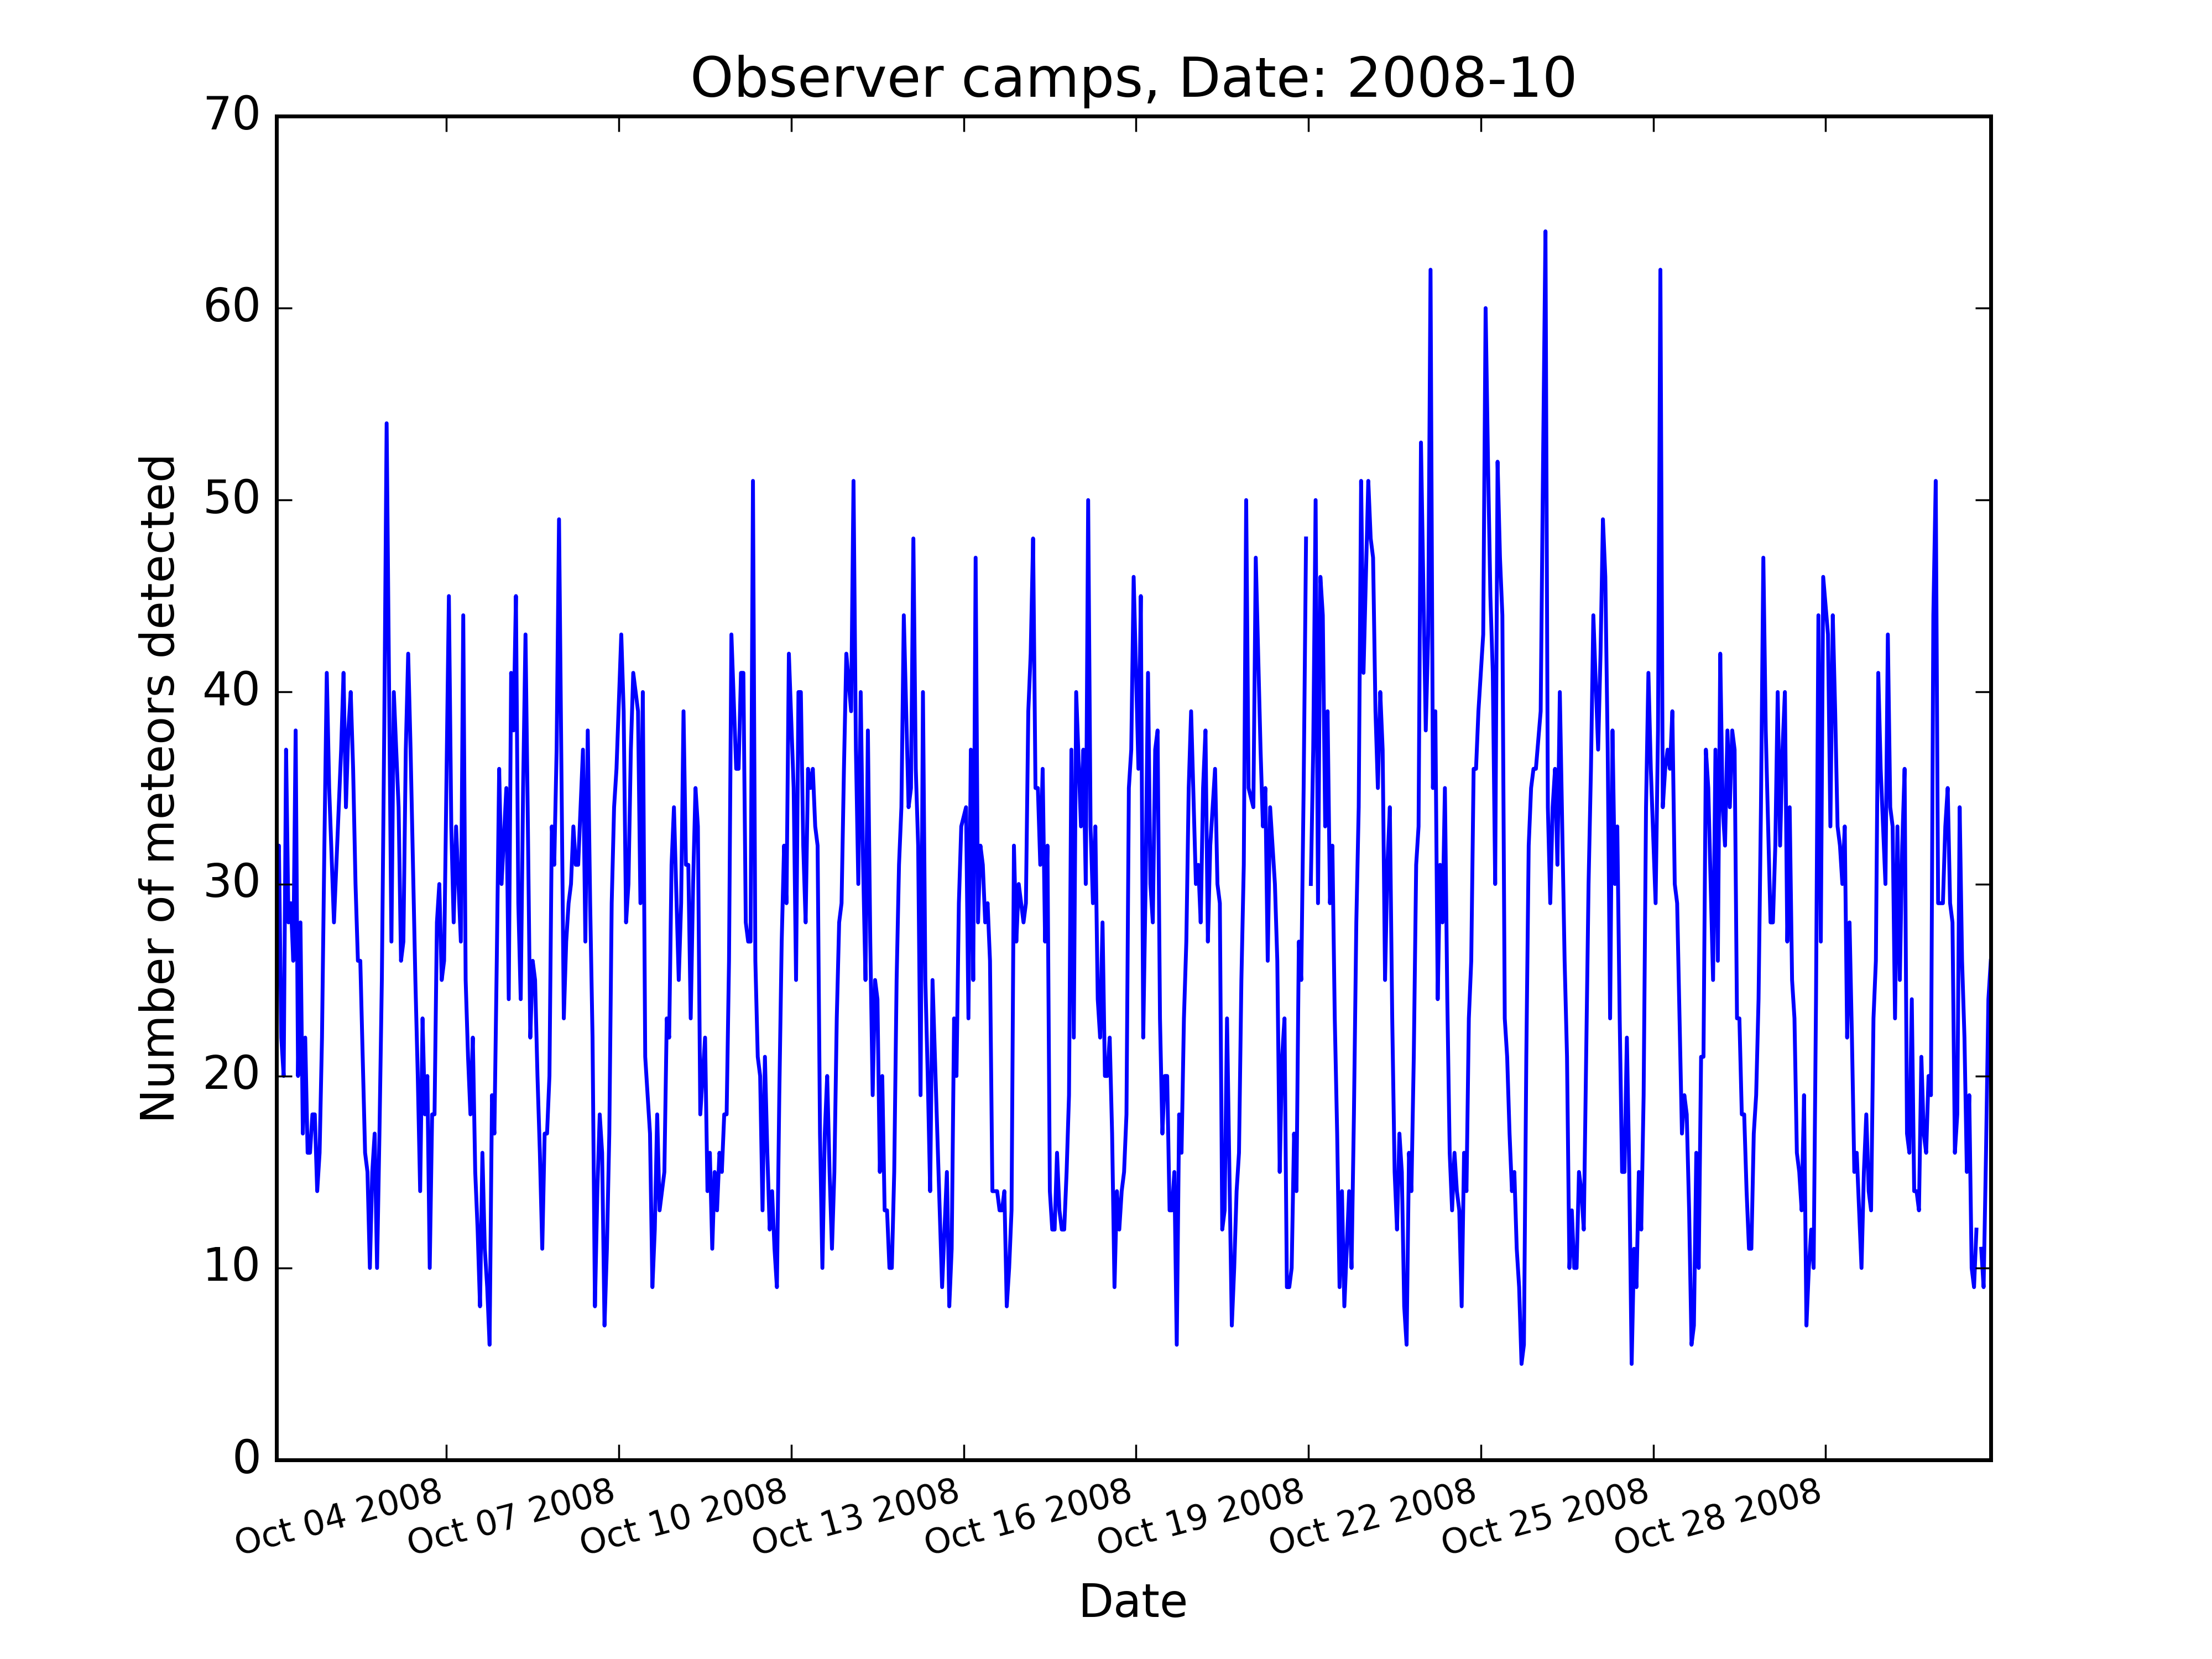 Observer camps, Date: 2008-10
Number of meteors detected
70
60
50
40
30
20
10
0
Oct 04 2008
Oct 07 2008
Oct 10 2008
Oct 13 2008
Oct 16 2008
Oct 19 2008
Oct 22 2008
Oct 25 2008
Oct 28 2008
Date